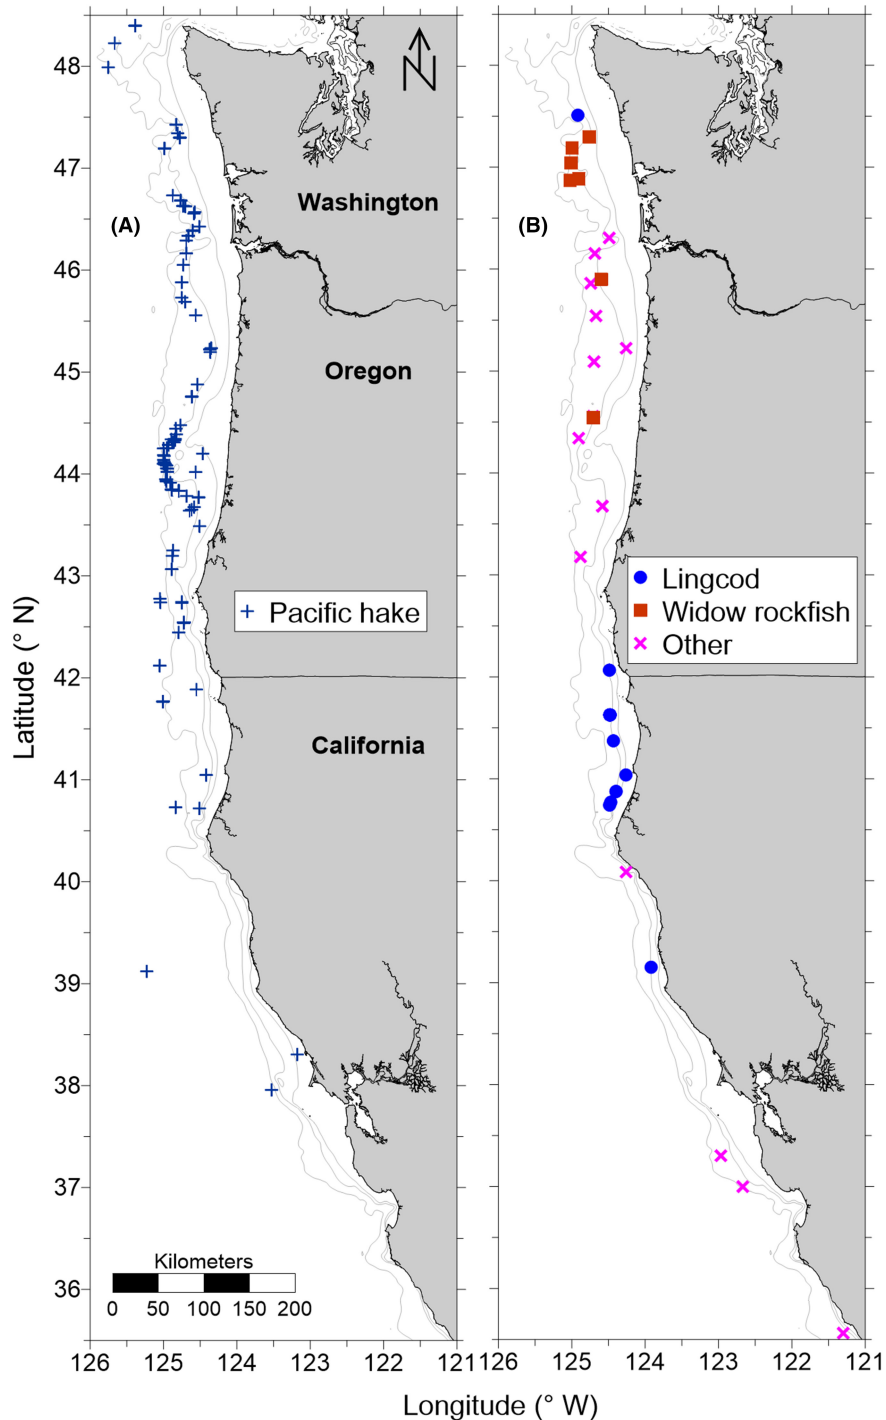 N
48
47
46
45
44
43
42
41
40
39
38
37
36
Latitude (° N)
(A)
Washington
Oregon
California
Pacific hake
Kilometers
0 50 100 150 200
126 125 124 123 122 121
(B)
Lingcod
Widow rockfish
Other
126 125 124 123 122 121
Longitude (° W)